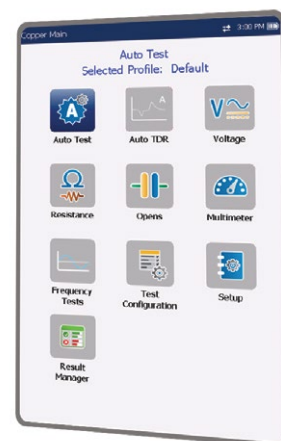 Copper Main
3:00 PM
Auto Test
Selected Profile: Default
A
Auto Test
A
Auto TDR
V
Voltage
Ω
Resistance
Opens
Multimeter
Frequency
Tests
Test
Configuration
Setup
Result
Manager